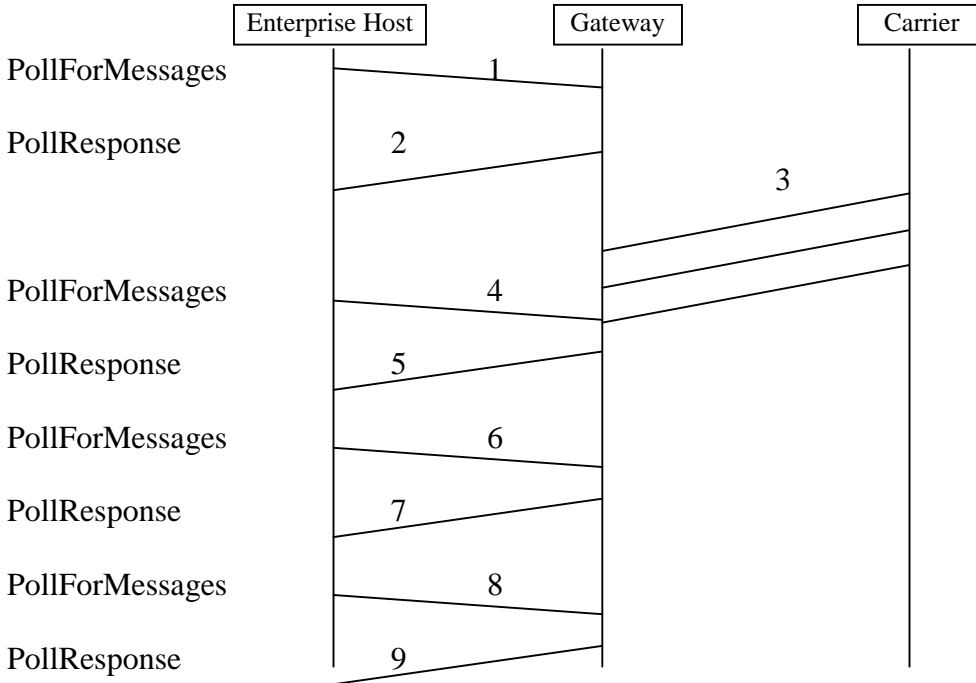 Enterprise Host Gateway Carrier
PollForMessages 1
PollResponse 2
3
PollForMessages 4
PollResponse 5
PollForMessages 6
PollResponse 7
PollForMessages 8
PollResponse 9